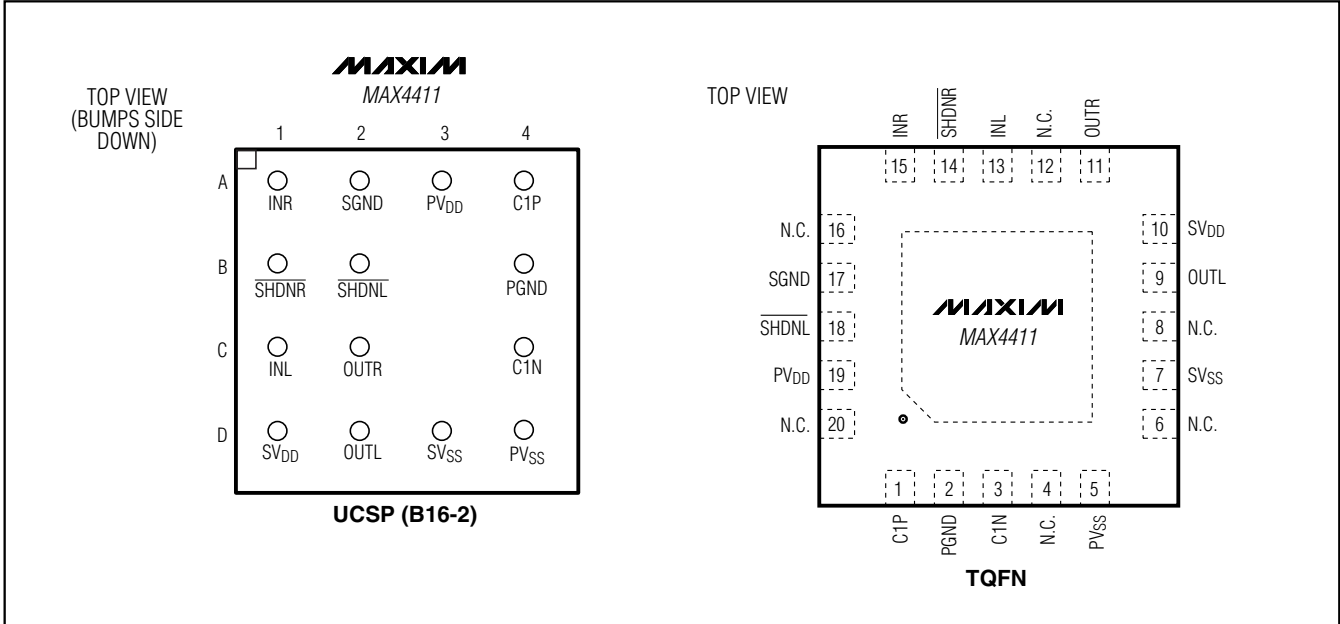 MAXIM
MAX4411
TOP VIEW
(BUMPS SIDE
DOWN)
1 2 3 4
A
INR SGND PVDD C1P
B
SHDNR SHDNL PGND
C
INL OUTR C1N
D
SVDD OUTL SVSS PVSS
UCSP (B16-2)
TOP VIEW
INR SHDNR INL N.C. OUTR
15 14 13 12 11
N.C. 16 10 SVDD
SGND 17 9 OUTL
MAXIM
MAX4411
SHDNL 18 8 N.C.
PVDD 19 7 SVSS
N.C. 20 6 N.C.
1 2 3 4 5
C1P PGND C1N N.C. PVSS
TQFN